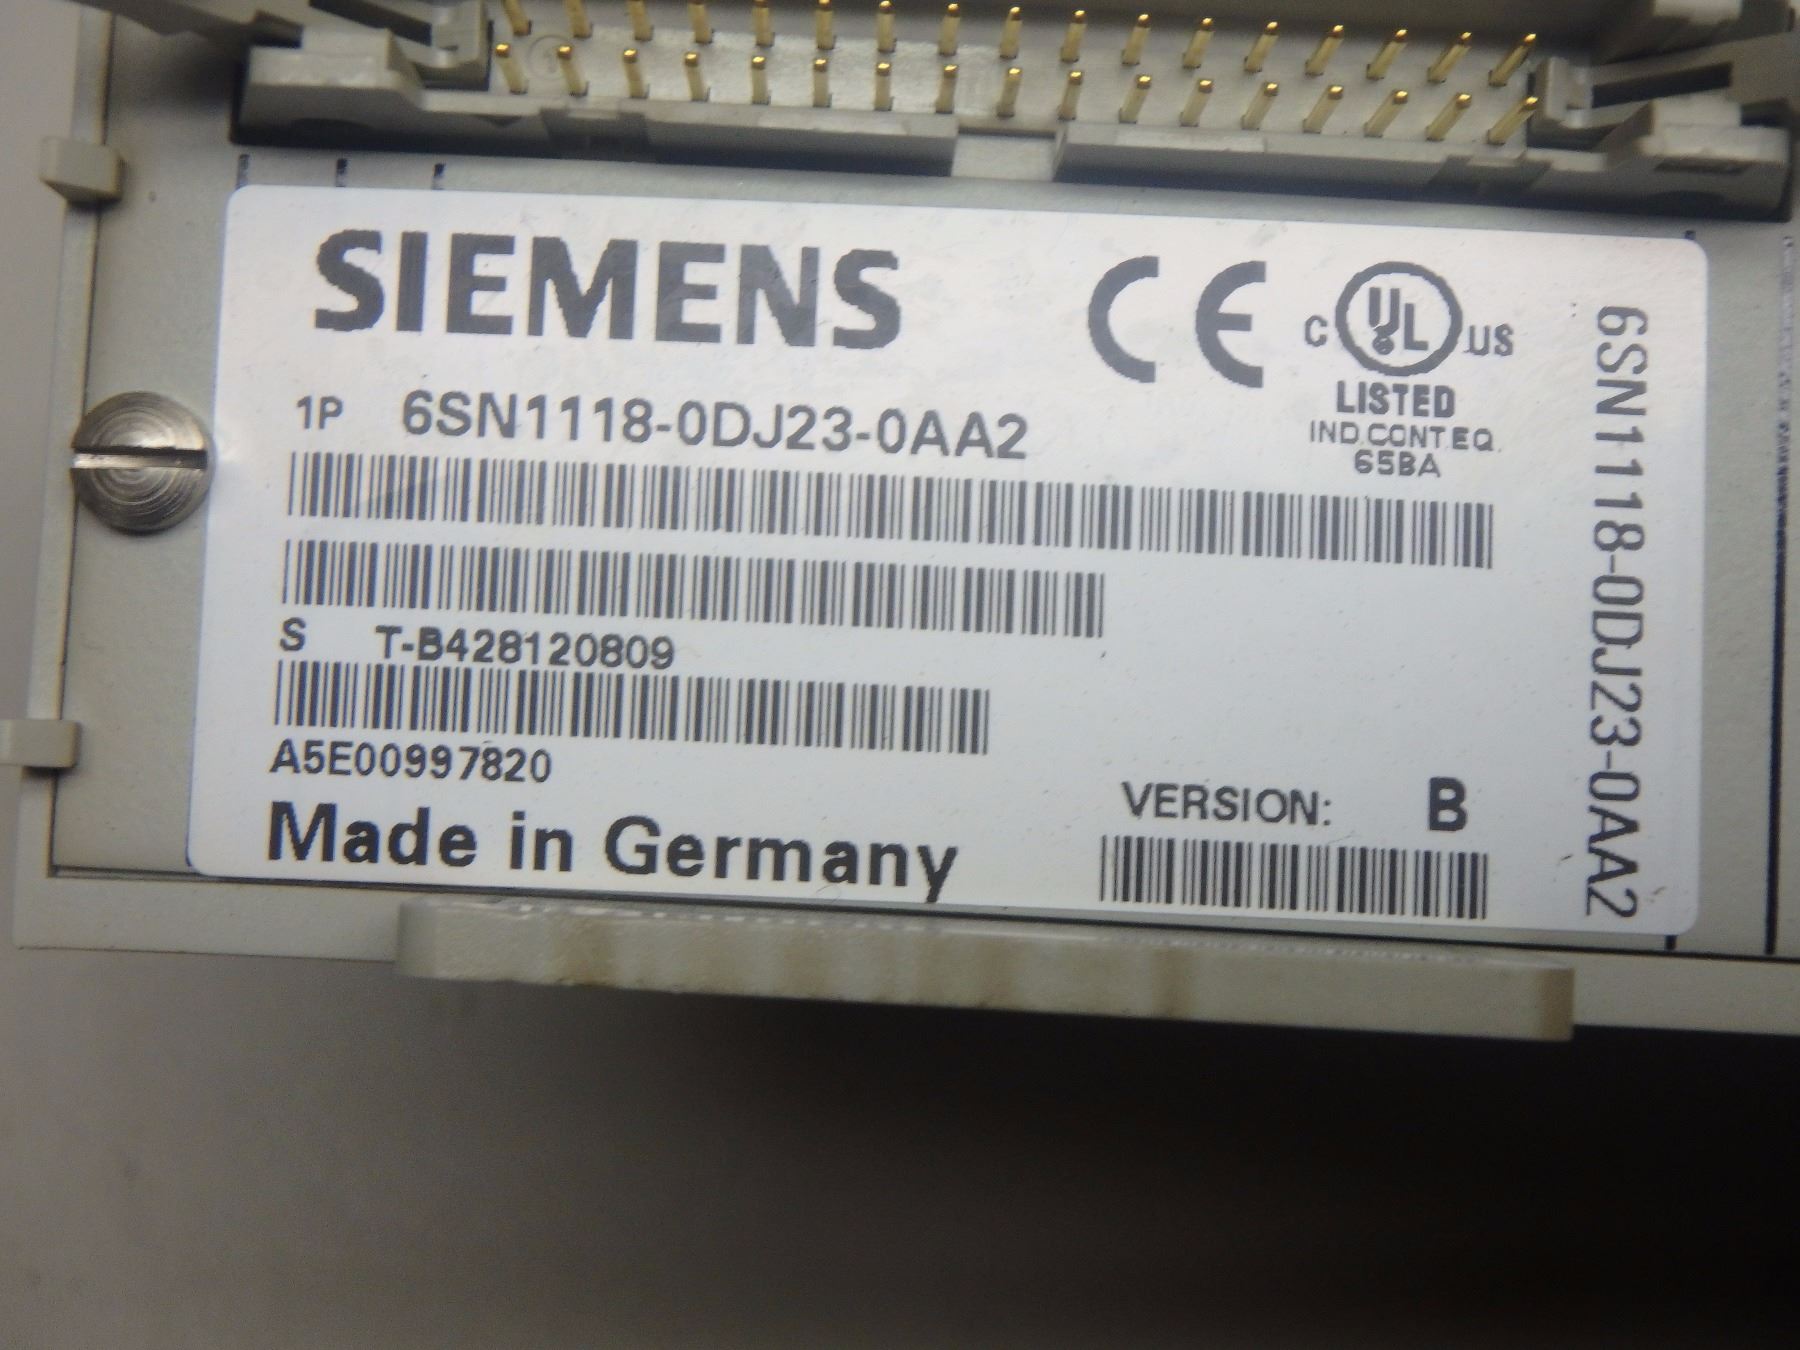 SIEMENS
CE
C UL US
LISTED
IND.CONT.EQ.
65BA
1P 6SN1118-0DJ23-0AA2
S T-B428120809
A5E00997820
Made in Germany
VERSION: B
6SN1118-0DJ23-0AA2